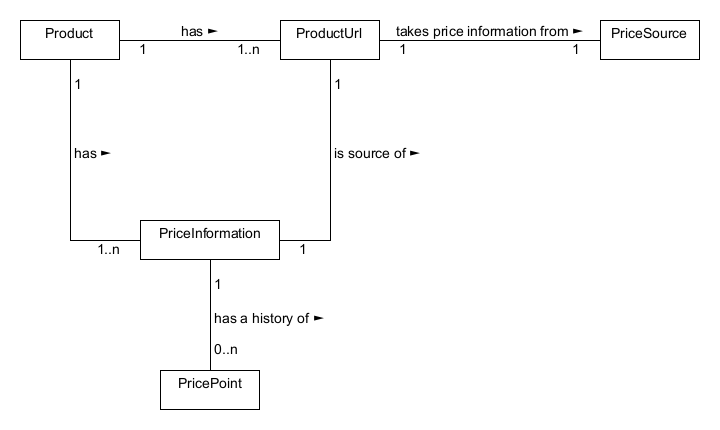 Product
has ►
1
1..n
ProductUrl
takes price information from ►
1
1
PriceSource
1
has ►
1..n
1
is source of ►
1
PriceInformation
1
has a history of ►
0..n
PricePoint